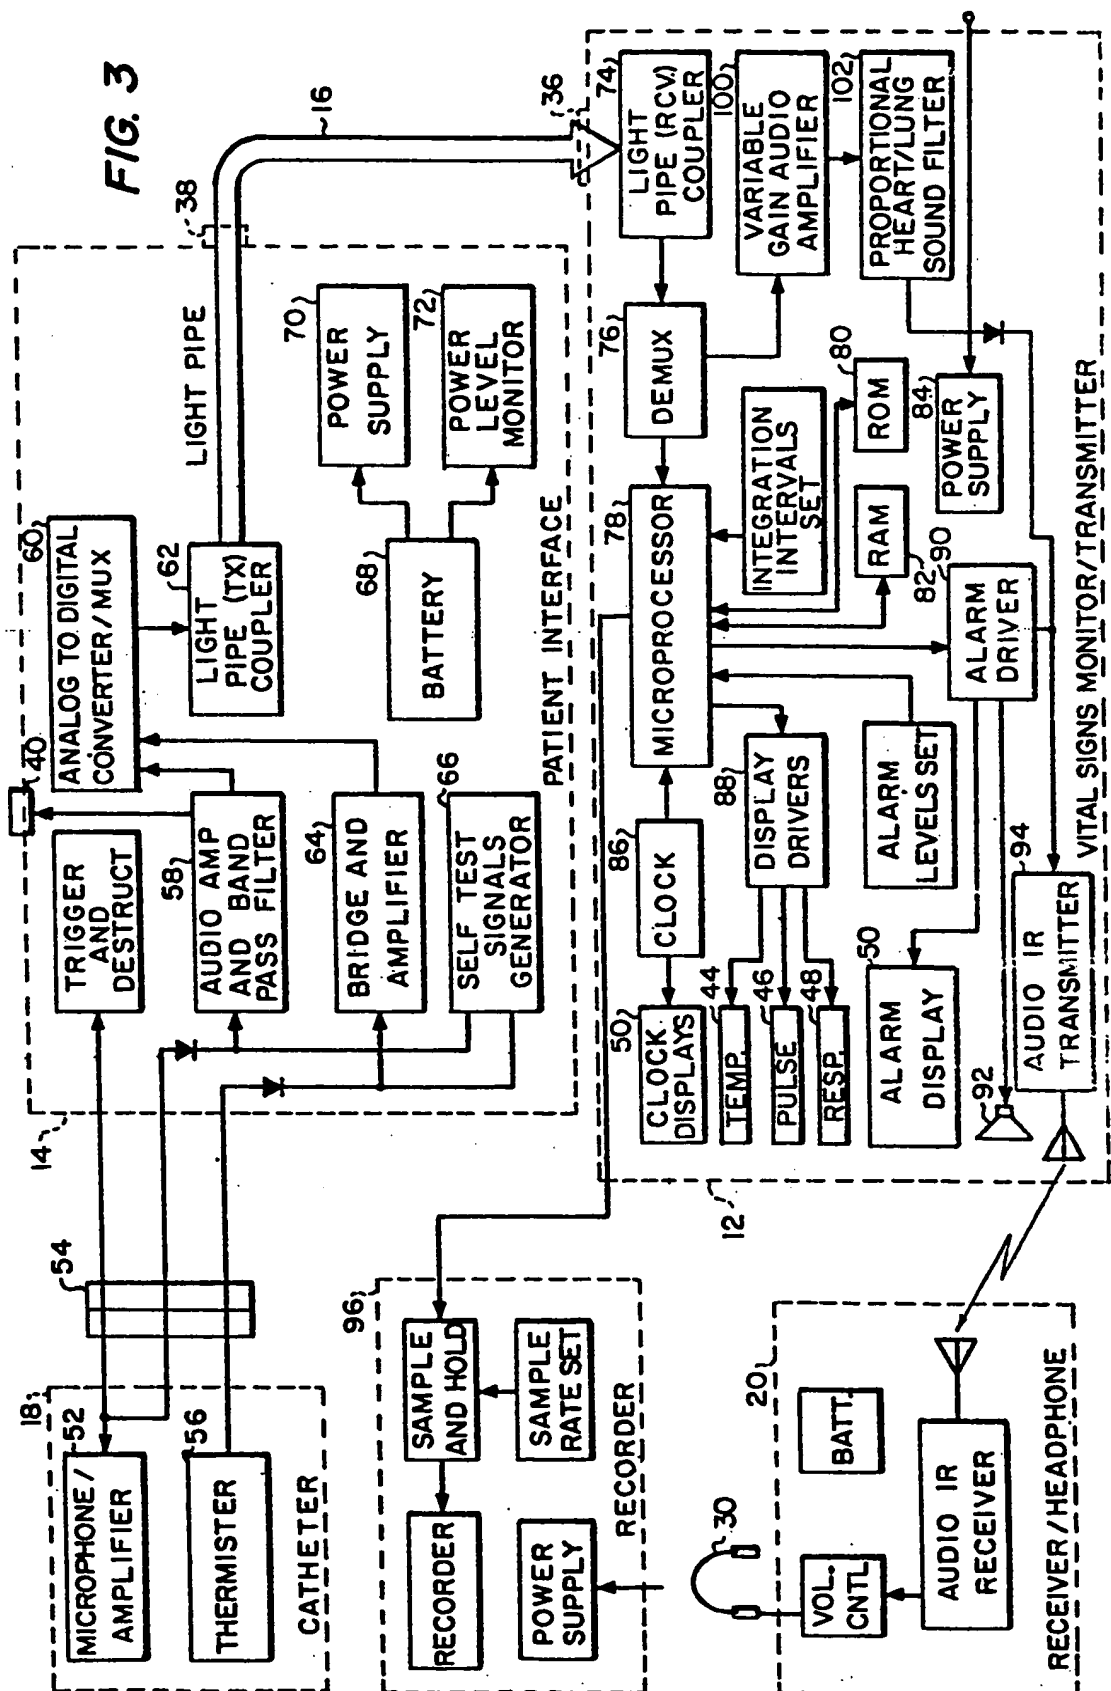 FIG. 3
18
52
MICROPHONE/
AMPLIFIER
56
THERMISTER
CATHETER
54
14
TRIGGER
AND
DESTRUCT
40
58
AUDIO AMP
AND BAND
PASS FILTER
64
BRIDGE AND
AMPLIFIER
66
SELF TEST
SIGNALS
GENERATOR
60
ANALOG TO DIGITAL
CONVERTER/MUX
62
LIGHT
PIPE (TX)
COUPLER
68
BATTERY
70
POWER
SUPPLY
72
POWER
LEVEL
MONITOR
PATIENT INTERFACE
LIGHT PIPE
38
16
36
96
SAMPLE
AND HOLD
SAMPLE
RATE SET
RECORDER
POWER
SUPPLY
RECORDER
12
74
LIGHT
PIPE (RCV.)
COUPLER
76
DEMUX
78
MICROPROCESSOR
86
CLOCK
50
CLOCK
DISPLAYS
100
VARIABLE
GAIN AUDIO
AMPLIFIER
102
PROPORTIONAL
HEART/LUNG
SOUND FILTER
INTEGRATION
INTERVALS
SET
80
ROM
82
RAM
84
POWER
SUPPLY
88
DISPLAY
DRIVERS
44
TEMP.
46
PULSE
48
RESP.
ALARM
LEVELS SET
90
ALARM
DRIVER
50
ALARM
DISPLAY
92
94
AUDIO IR
TRANSMITTER
VITAL SIGNS MONITOR/TRANSMITTER
20
BATT.
30
VOL.
CNTL.
AUDIO IR
RECEIVER
RECEIVER/HEADPHONE